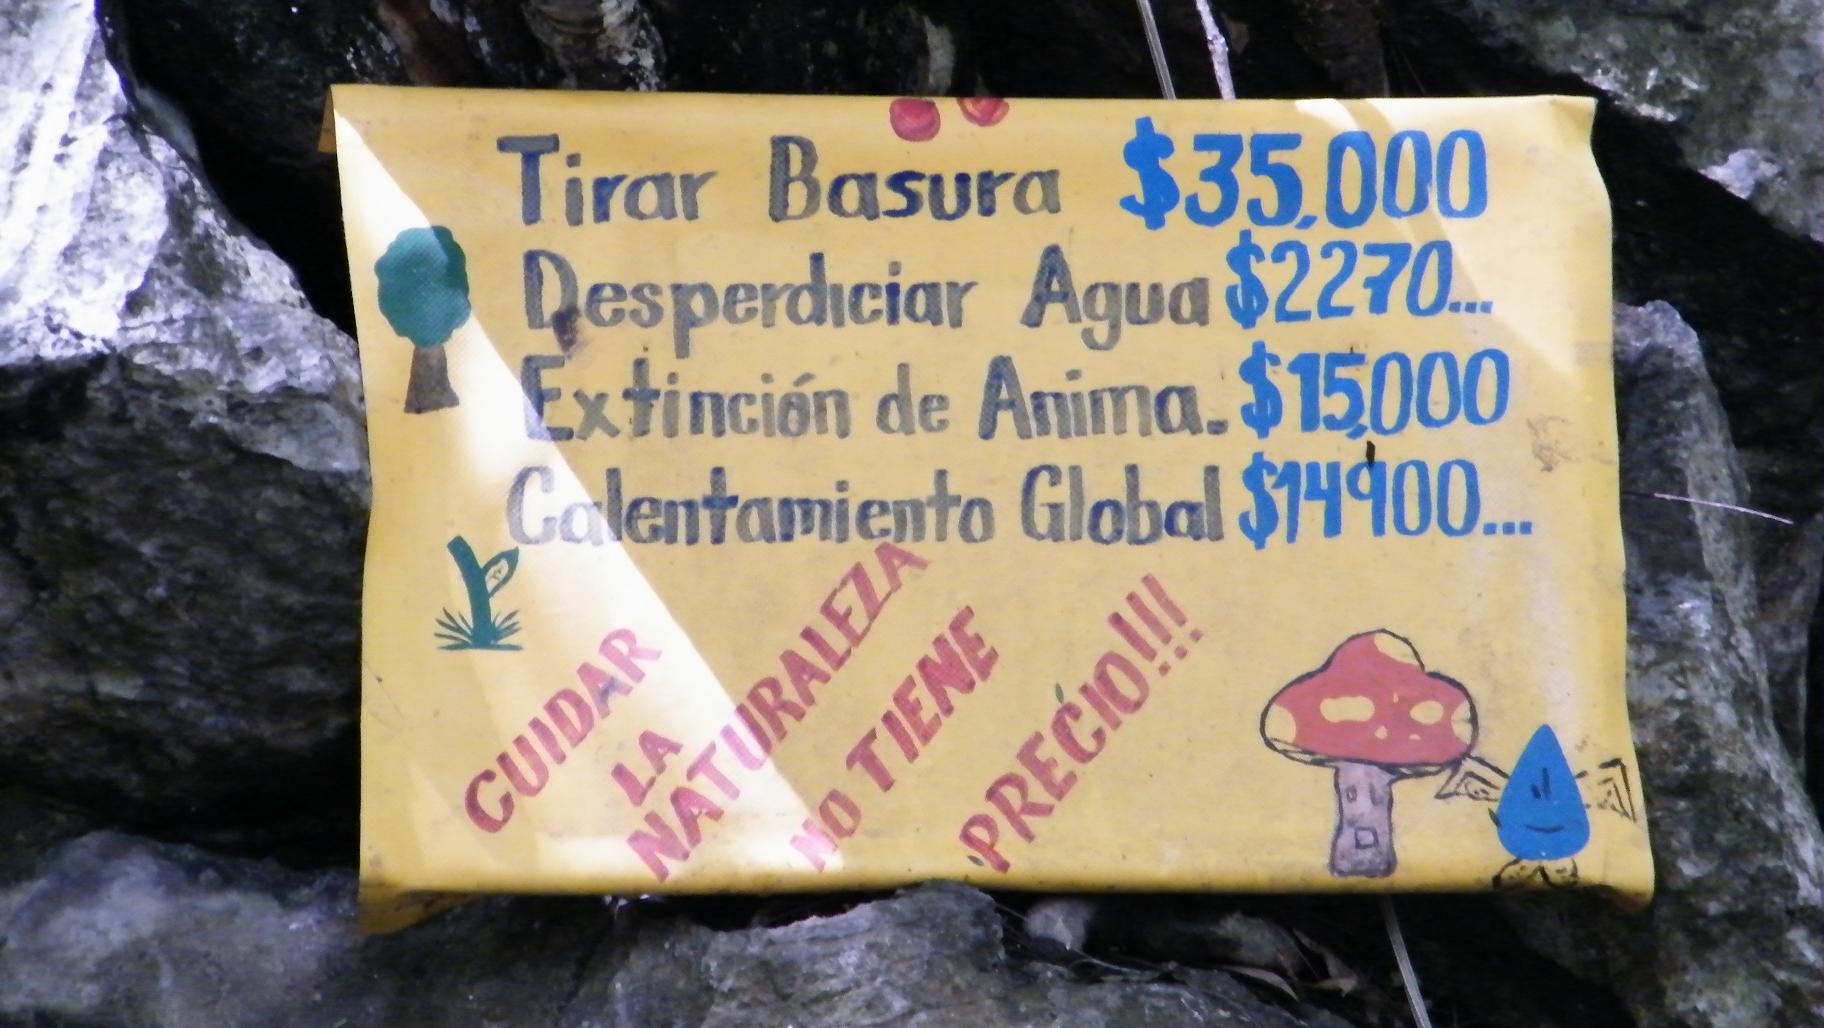 Tirar Basura $35,000
Desperdiciar Agua $2270...
Extinción de Anima. $15,000
Calentamiento Global $14900...
CUIDAR
LA
NATURALEZA
NO TIENE
PRECIO!!!